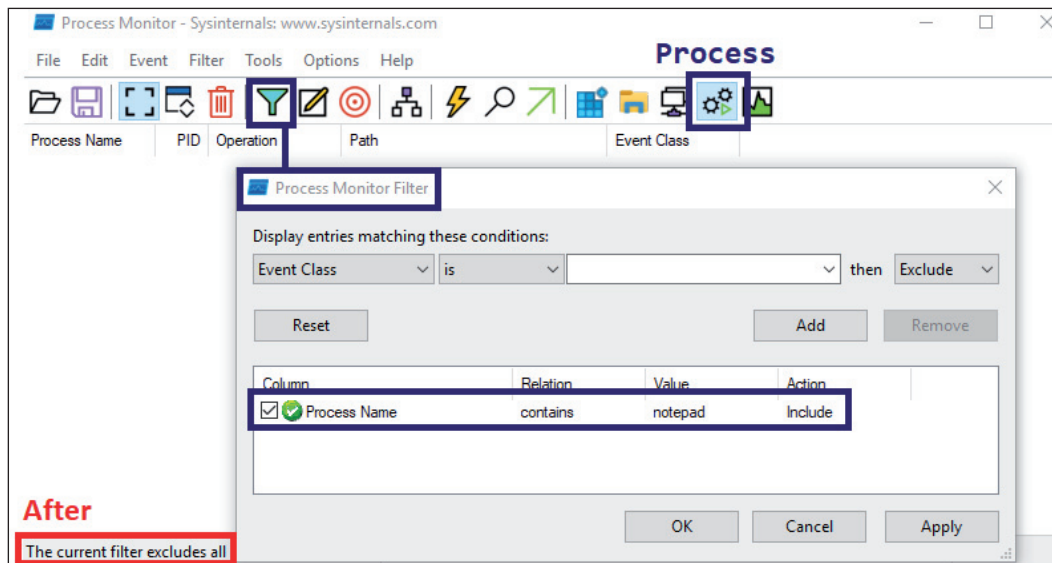 Process Monitor - Sysinternals: www.sysinternals.com
File Edit Event Filter Tools Options Help
Process
Process Name PID Operation Path Event Class
Process Monitor Filter
Display entries matching these conditions:
Event Class is then Exclude
Reset Add Remove
Column Relation Value Action
Process Name contains notepad Include
After
OK Cancel Apply
The current filter excludes all